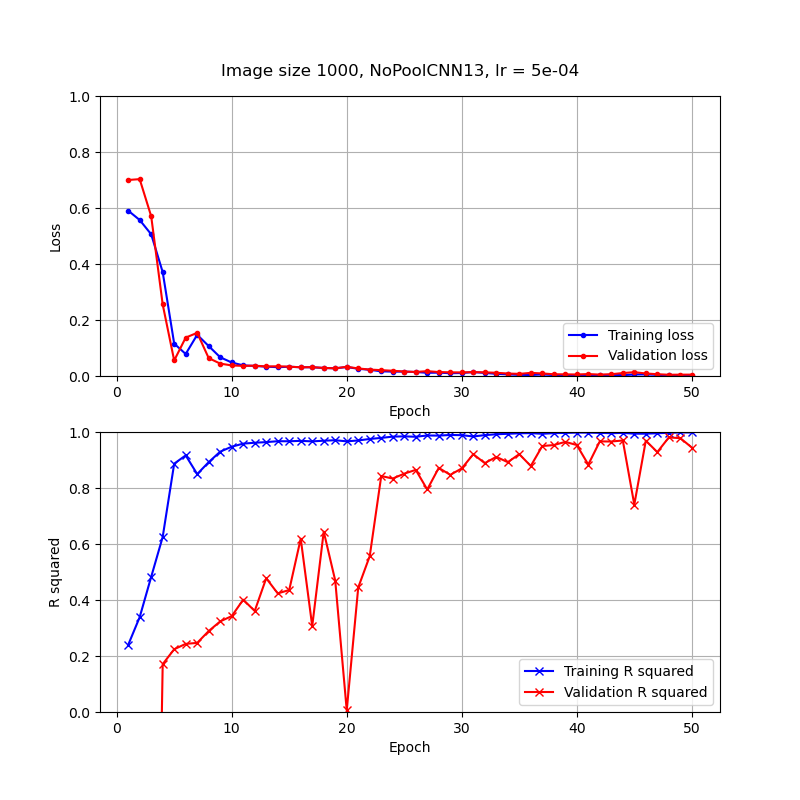 Image size 1000, NoPoolCNN13, lr = 5e-04
1.0
0.8
0.6
0.4
0.2
0.0
Loss
Training loss
Validation loss
0 10 20 30 40 50
Epoch
1.0
0.8
0.6
0.4
0.2
0.0
R squared
Training R squared
Validation R squared
0 10 20 30 40 50
Epoch